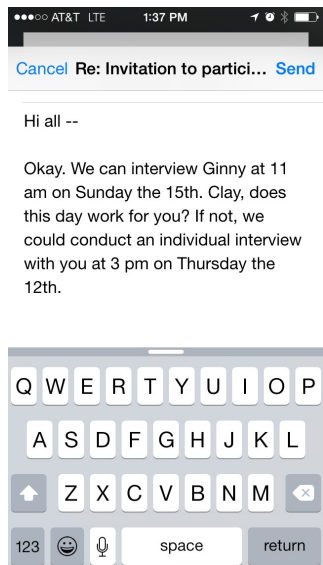 AT&T LTE 1:37 PM
Cancel Re: Invitation to partici... Send
Hi all --
Okay. We can interview Ginny at 11
am on Sunday the 15th. Clay, does
this day work for you? If not, we
could conduct an individual interview
with you at 3 pm on Thursday the
12th.
Q W E R T Y U I O P
A S D F G H J K L
Z X C V B N M
123 space return